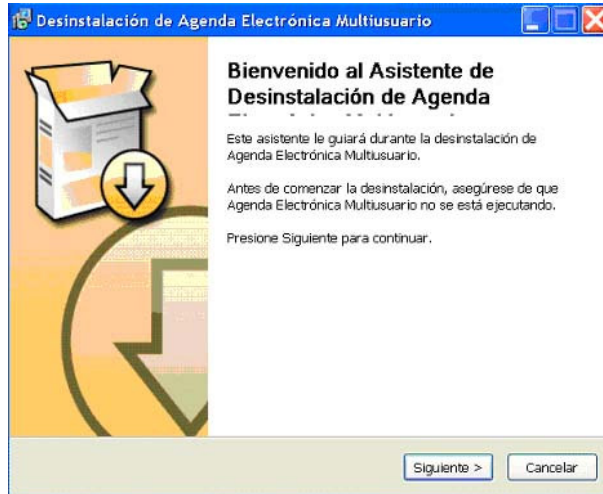 Desinstalación de Agenda Electrónica Multiusuario
Bienvenido al Asistente de
Desinstalación de Agenda
Este asistente le guiará durante la desinstalación de
Agenda Electrónica Multiusuario.
Antes de comenzar la desinstalación, asegúrese de que
Agenda Electrónica Multiusuario no se está ejecutando.
Presione Siguiente para continuar.
Siguiente >
Cancelar